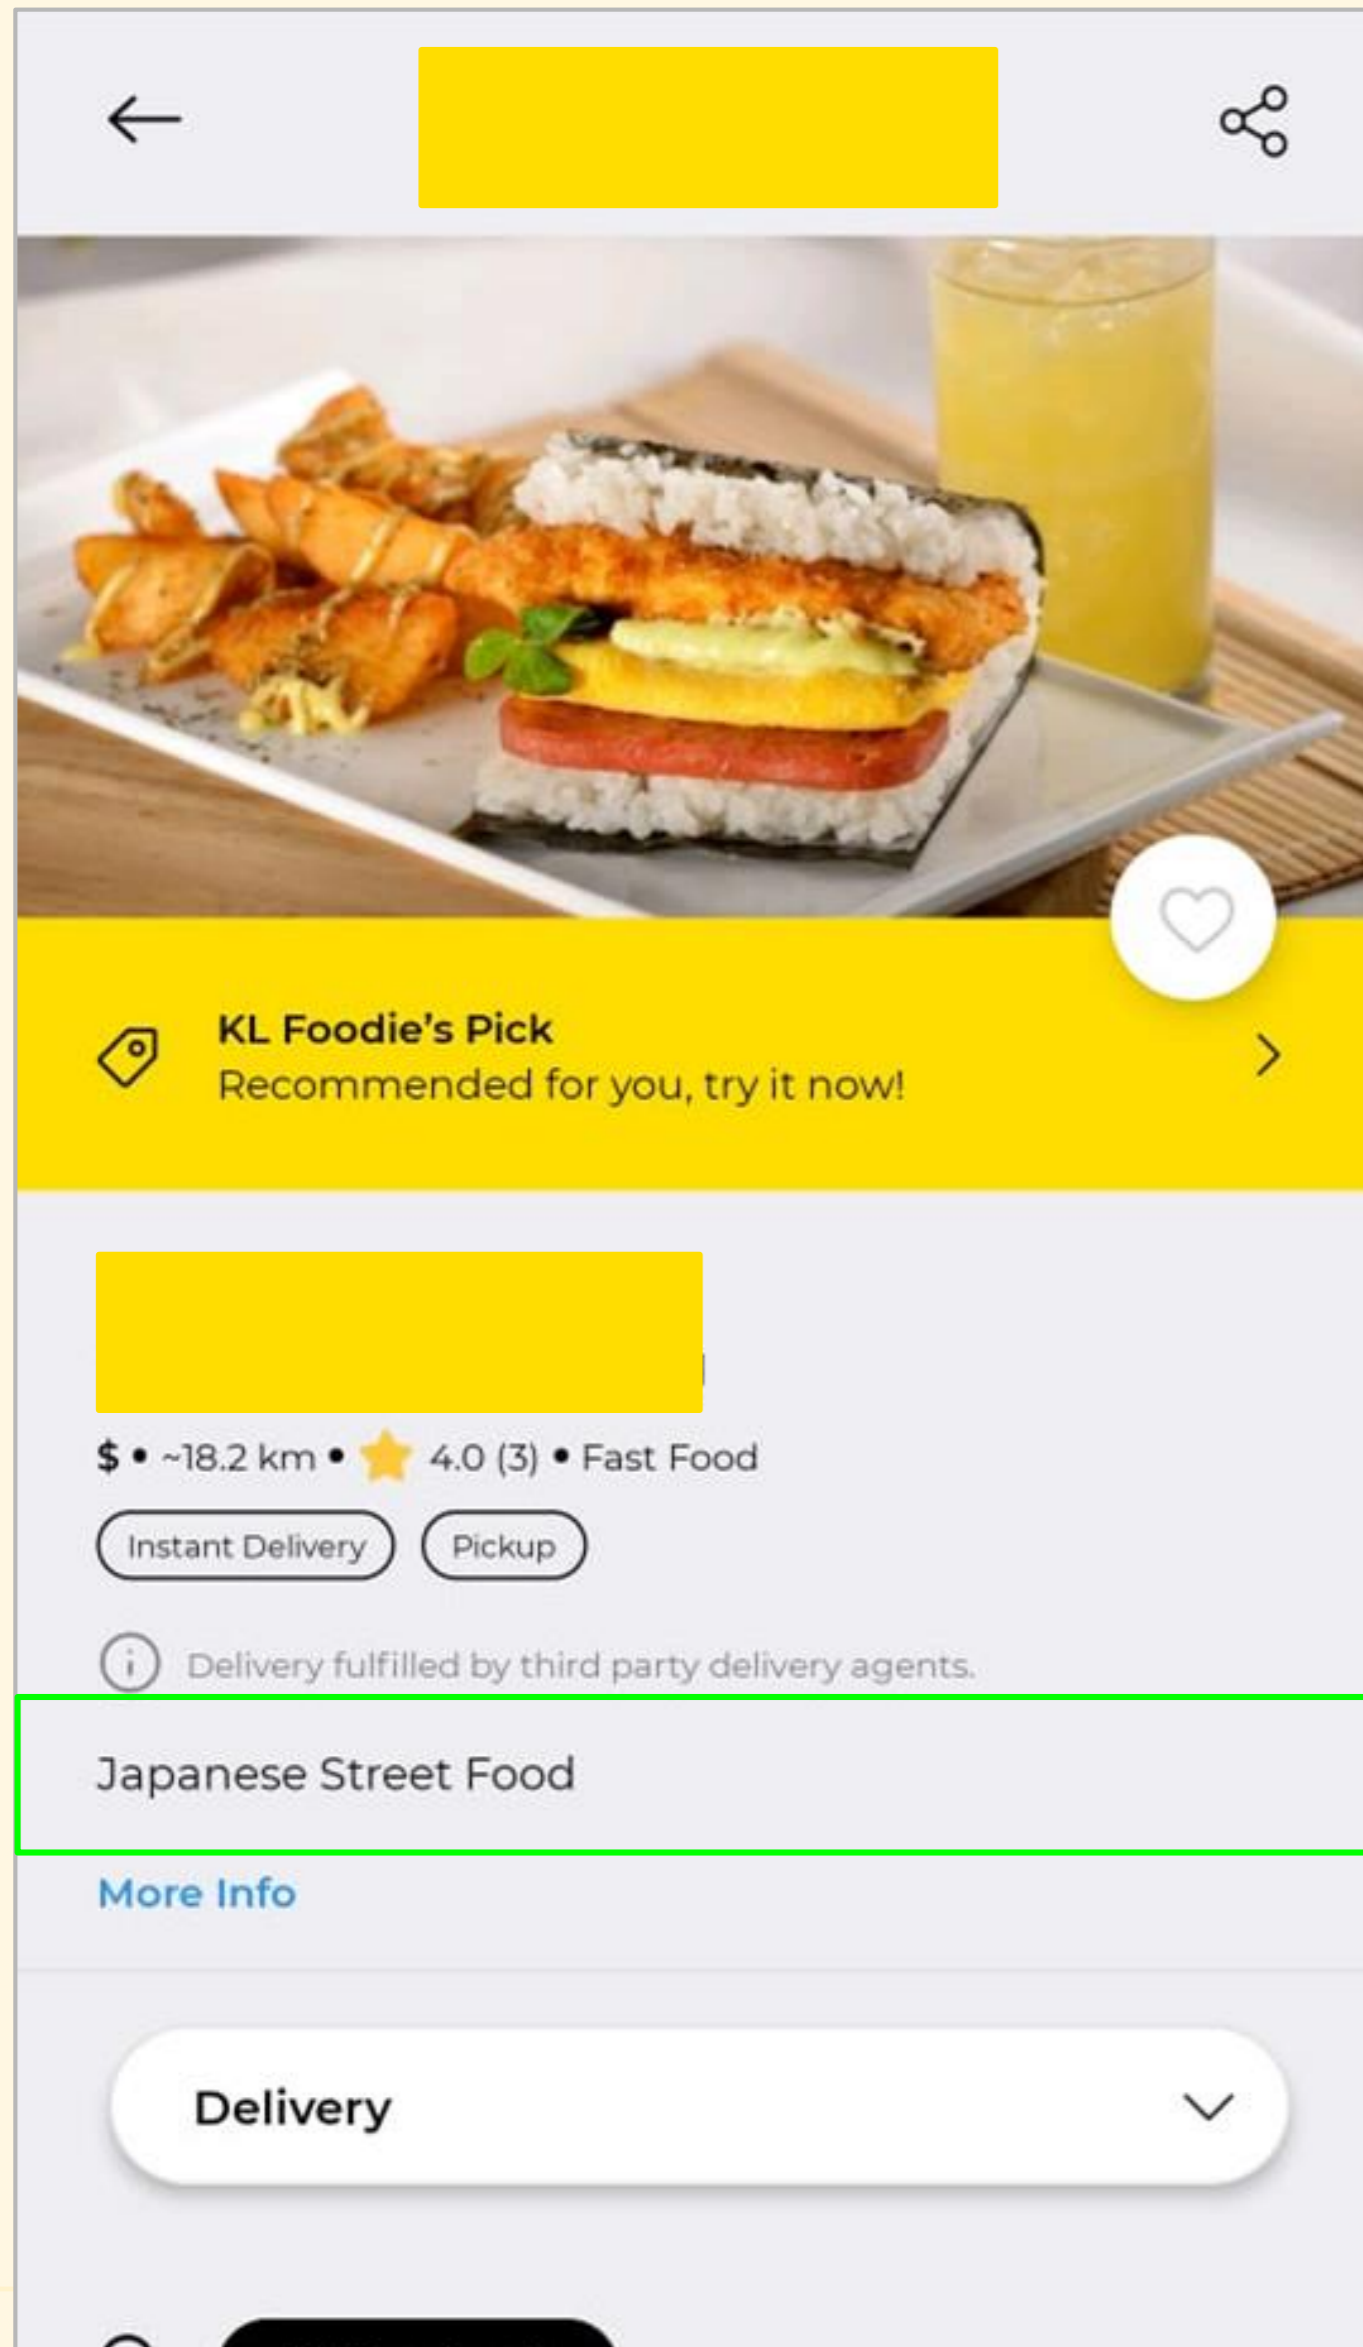 KL Foodie's Pick
Recommended for you, try it now!
$ • ~18.2 km • 4.0 (3) • Fast Food
Instant Delivery
Pickup
Delivery fulfilled by third party delivery agents.
Japanese Street Food
More Info
Delivery